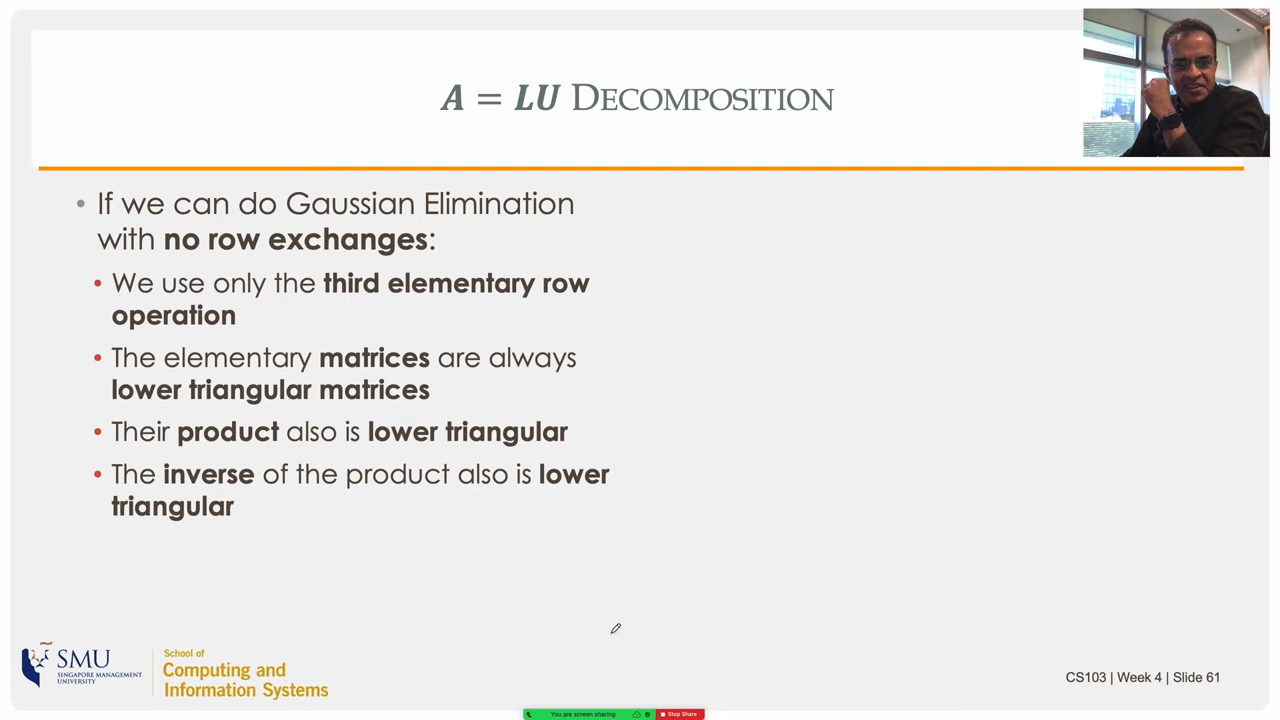 A = LU DECOMPOSITION
• If we can do Gaussian Elimination
with no row exchanges:
• We use only the third elementary row
operation
• The elementary matrices are always
lower triangular matrices
• Their product also is lower triangular
• The inverse of the product also is lower
triangular
SMU
SINGAPORE MANAGEMENT
UNIVERSITY
School of
Computing and
Information Systems
CS103 | Week 4 | Slide 61
You are screen sharing
Stop Share